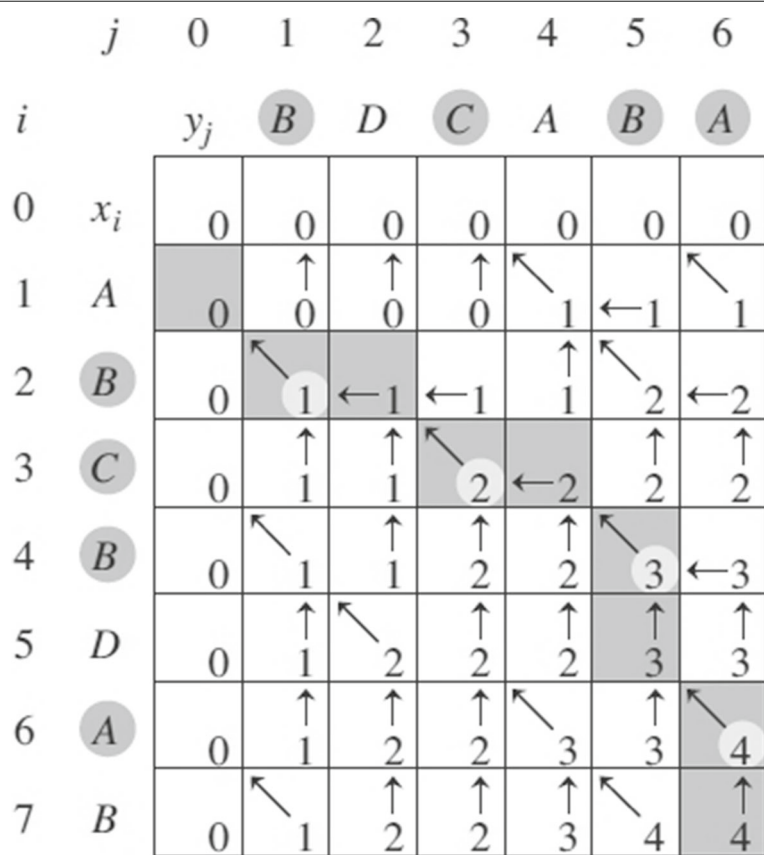 j 0 1 2 3 4 5 6
i yj B D C A B A
0 xi 0 0 0 0 0 0 0
1 A 0 ↑0 ↑0 ↑0 ↖1 ←1 ↖1
2 B 0 ↖1 ←1 ←1 ↑1 ↖2 ←2
3 C 0 ↑1 ↑1 ↖2 ←2 ↑2 ↑2
4 B 0 ↖1 ↑1 ↑2 ↑2 ↖3 ←3
5 D 0 ↑1 ↖2 ↑2 ↑2 ↑3 ↑3
6 A 0 ↑1 ↑2 ↑2 ↖3 ↑3 ↖4
7 B 0 ↖1 ↑2 ↑2 ↑3 ↖4 ↑4